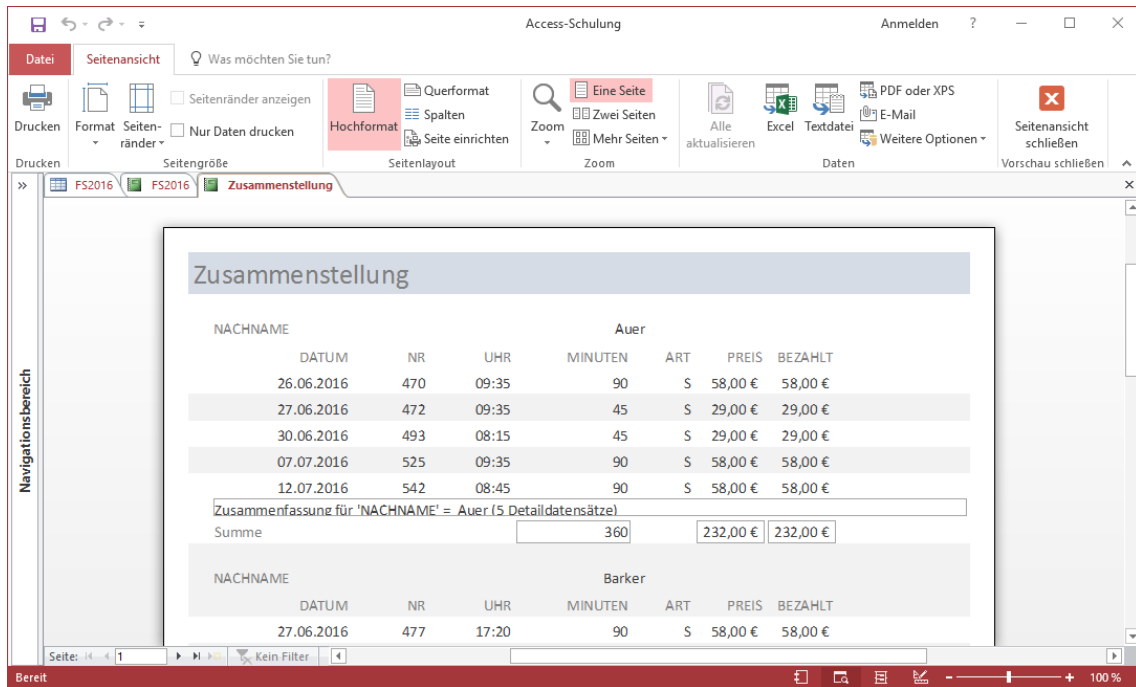 Access-Schulung Anmelden ?
Datei Seitenansicht Was möchten Sie tun?
Drucken
Format
Seiten-
ränder
Seitenränder anzeigen
Nur Daten drucken
Hochformat
Querformat
Spalten
Seite einrichten
Zoom
Eine Seite
Zwei Seiten
Mehr Seiten
Alle
aktualisieren
Excel
Textdatei
PDF oder XPS
E-Mail
Weitere Optionen
Seitenansicht
schließen
Drucken Seitengröße Seitenlayout Zoom Daten Vorschau schließen
» FS2016 FS2016 Zusammenstellung
Navigationsbereich
Zusammenstellung
NACHNAME Auer
DATUM NR UHR MINUTEN ART PREIS BEZAHLT
26.06.2016 470 09:35 90 S 58,00 € 58,00 €
27.06.2016 472 09:35 45 S 29,00 € 29,00 €
30.06.2016 493 08:15 45 S 29,00 € 29,00 €
07.07.2016 525 09:35 90 S 58,00 € 58,00 €
12.07.2016 542 08:45 90 S 58,00 € 58,00 €
Zusammenfassung für 'NACHNAME' = Auer (5 Detaildatensätze)
Summe 360 232,00 € 232,00 €
NACHNAME Barker
DATUM NR UHR MINUTEN ART PREIS BEZAHLT
27.06.2016 477 17:20 90 S 58,00 € 58,00 €
Seite: 1 Kein Filter
Bereit 100 %